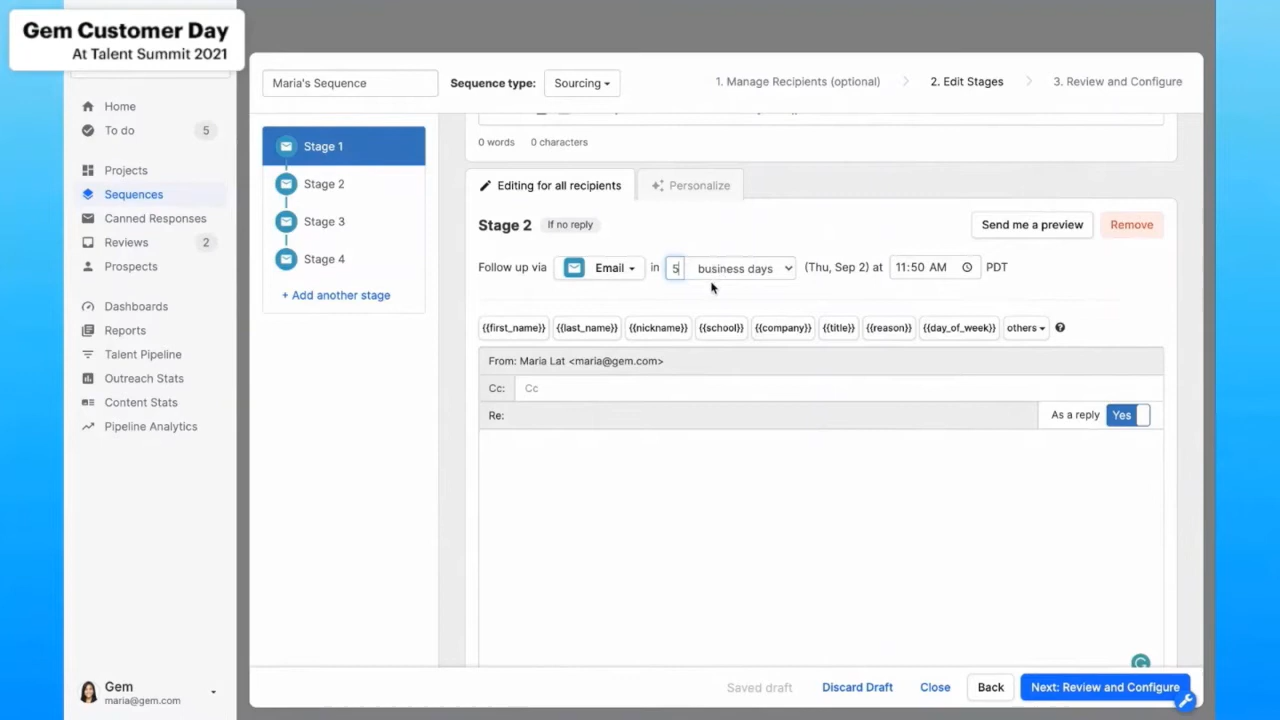 Gem Customer Day
At Talent Summit 2021
Home
To do 5
Projects
Sequences
Canned Responses
Reviews 2
Prospects
Dashboards
Reports
Talent Pipeline
Outreach Stats
Content Stats
Pipeline Analytics
Gem
maria@gem.com
Maria's Sequence Sequence type: Sourcing 1. Manage Recipients (optional) 2. Edit Stages 3. Review and Configure
Stage 1
Stage 2
Stage 3
Stage 4
+ Add another stage
0 words 0 characters
Editing for all recipients Personalize
Stage 2 If no reply Send me a preview Remove
Follow up via Email in 5 business days (Thu, Sep 2) at 11:50 AM PDT
{{first_name}} {{last_name}} {{nickname}} {{school}} {{company}} {{title}} {{reason}} {{day_of_week}} others ?
From: Maria Lat <maria@gem.com>
Cc: Cc
Re: As a reply Yes
Saved draft Discard Draft Close Back Next: Review and Configure